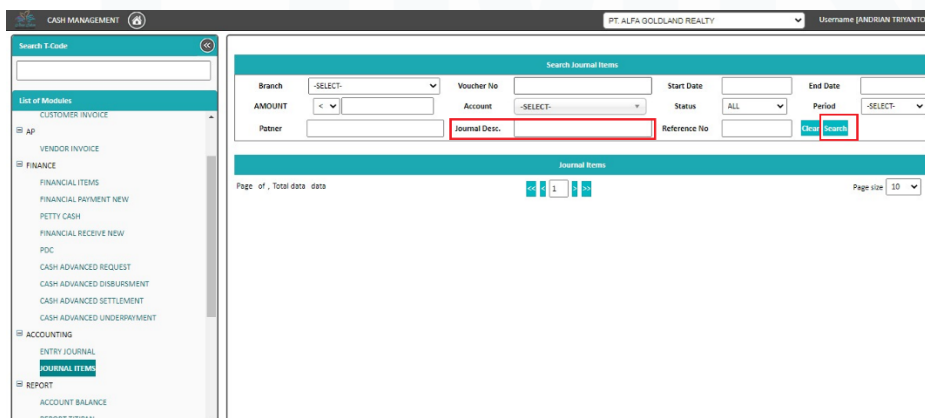 CASH MANAGEMENT
PT. ALFA GOLDLAND REALTY
Username [ANDRIAN TRIYANTO
Search T-Code
List of Modules
CUSTOMER INVOICE
AP
VENDOR INVOICE
FINANCE
FINANCIAL ITEMS
FINANCIAL PAYMENT NEW
PETTY CASH
FINANCIAL RECEIVE NEW
PDC
CASH ADVANCED REQUEST
CASH ADVANCED DISBURSMENT
CASH ADVANCED SETTLEMENT
CASH ADVANCED UNDERPAYMENT
ACCOUNTING
ENTRY JOURNAL
JOURNAL ITEMS
REPORT
ACCOUNT BALANCE
Search Journal Items
Branch -SELECT- Voucher No Start Date End Date
AMOUNT < Account -SELECT- Status ALL Period -SELECT-
Patner Journal Desc. Reference No Clear Search
Journal Items
Page of , Total data data << < 1 > >> Page size 10